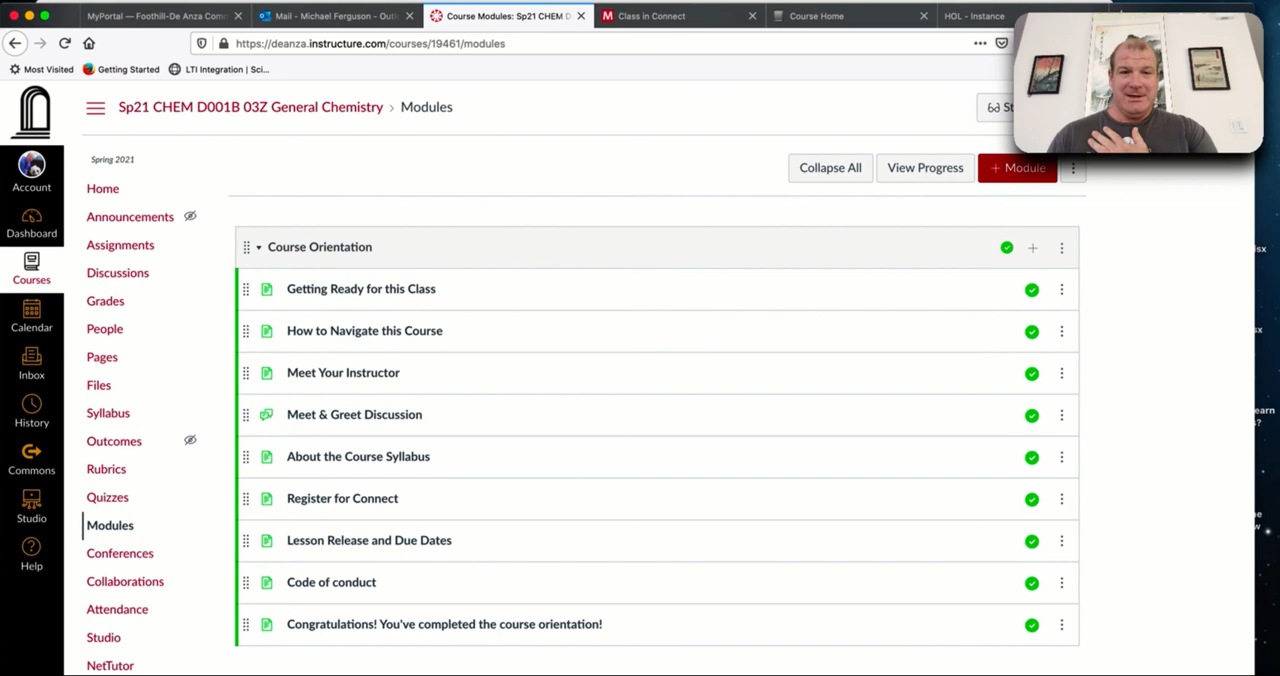 MyPortal — Foothill-De Anza Com
Mail - Michael Ferguson - Outl
Course Modules: Sp21 CHEM D
Class in Connect
Course Home
HOL - Instance
https://deanza.instructure.com/courses/19461/modules
Most Visited
Getting Started
LTI Integration | Sci...
Sp21 CHEM D001B 03Z General Chemistry › Modules
St
Spring 2021
Collapse All
View Progress
+ Module
Account
Dashboard
Courses
Calendar
Inbox
History
Commons
Studio
Help
Home
Announcements
Assignments
Discussions
Grades
People
Pages
Files
Syllabus
Outcomes
Rubrics
Quizzes
Modules
Conferences
Collaborations
Attendance
Studio
NetTutor
Course Orientation
Getting Ready for this Class
How to Navigate this Course
Meet Your Instructor
Meet & Greet Discussion
About the Course Syllabus
Register for Connect
Lesson Release and Due Dates
Code of conduct
Congratulations! You've completed the course orientation!